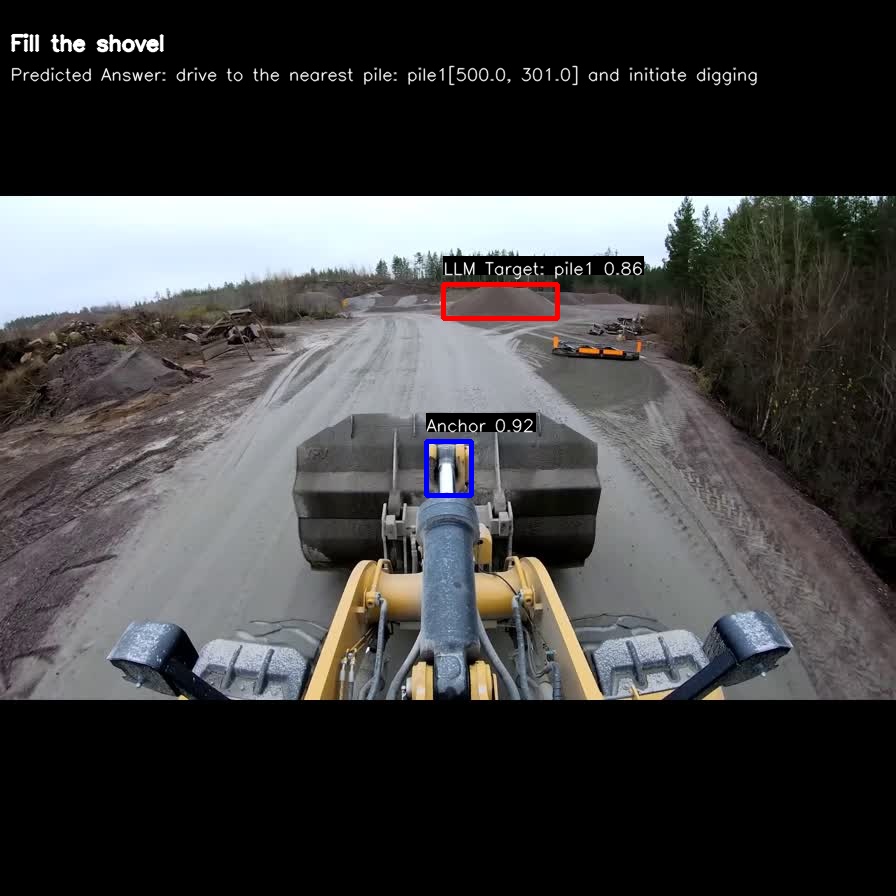 Fill the shovel
Predicted Answer: drive to the nearest pile: pile1[500.0, 301.0] and initiate digging
LLM Target: pile1 0.86
Anchor 0.92